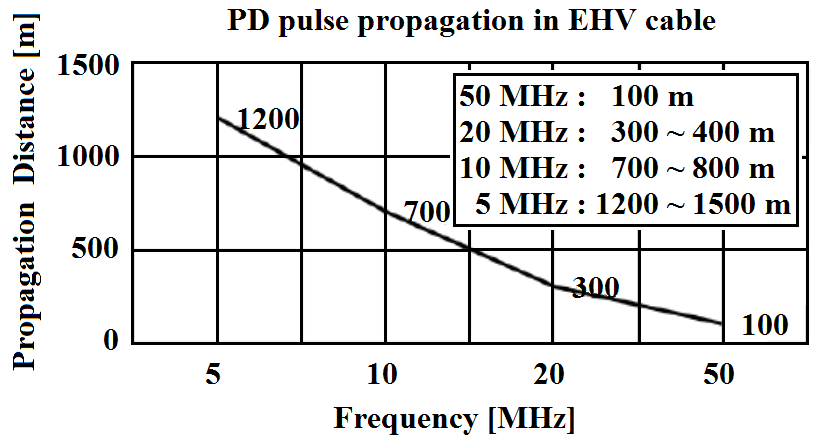 PD pulse propagation in EHV cable
Propagation Distance [m]
1500
1000
500
0
1200
700
300
100
50 MHz : 100 m
20 MHz : 300 ~ 400 m
10 MHz : 700 ~ 800 m
5 MHz : 1200 ~ 1500 m
5 10 20 50
Frequency [MHz]